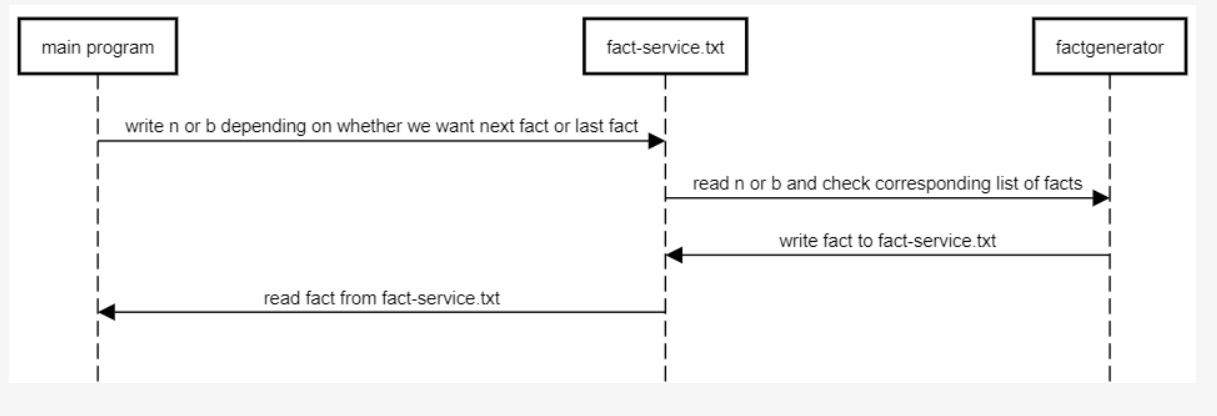 main program
fact-service.txt
factgenerator
write n or b depending on whether we want next fact or last fact
read n or b and check corresponding list of facts
write fact to fact-service.txt
read fact from fact-service.txt